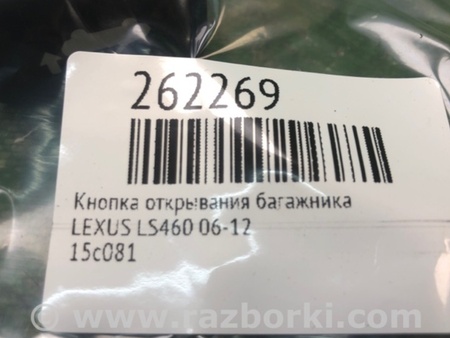 262269
Кнопка открывания багажника
LEXUS LS460 06-12
15c081
www.razborki.com